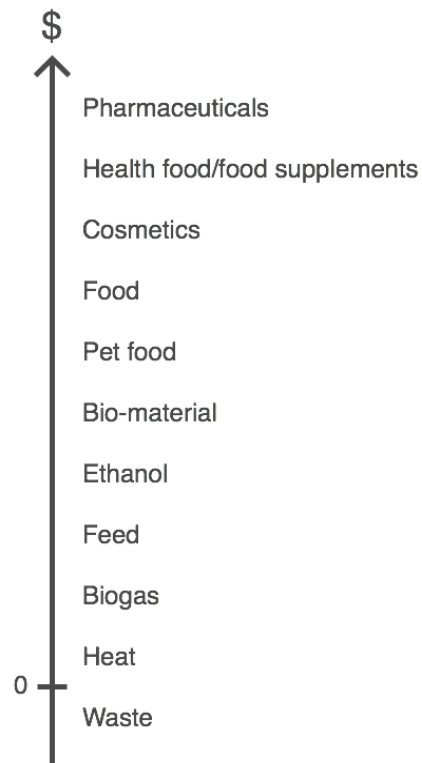 $
Pharmaceuticals
Health food/food supplements
Cosmetics
Food
Pet food
Bio-material
Ethanol
Feed
Biogas
Heat
0
Waste